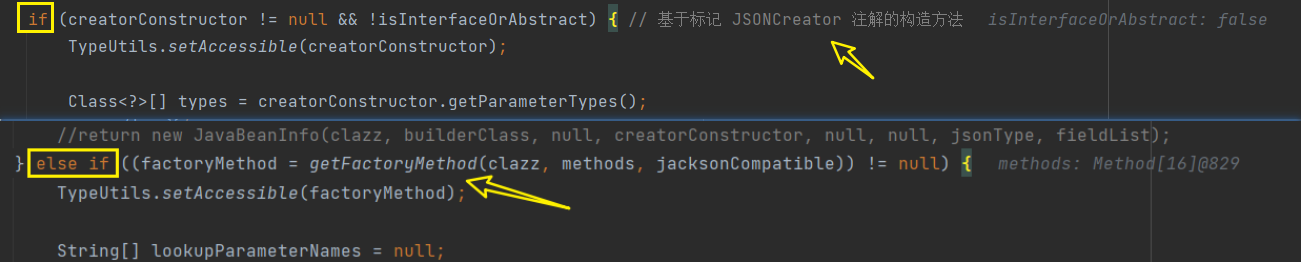 if (creatorConstructor != null && !isInterfaceOrAbstract) { // 基于标记 JSONCreator 注解的构造方法 isInterfaceOrAbstract: false
TypeUtils.setAccessible(creatorConstructor);
Class<?>[] types = creatorConstructor.getParameterTypes();
//return new JavaBeanInfo(clazz, builderClass, null, creatorConstructor, null, null, jsonType, fieldList);
} else if ((factoryMethod = getFactoryMethod(clazz, methods, jacksonCompatible)) != null) { methods: Method[16]@829
TypeUtils.setAccessible(factoryMethod);
String[] lookupParameterNames = null;